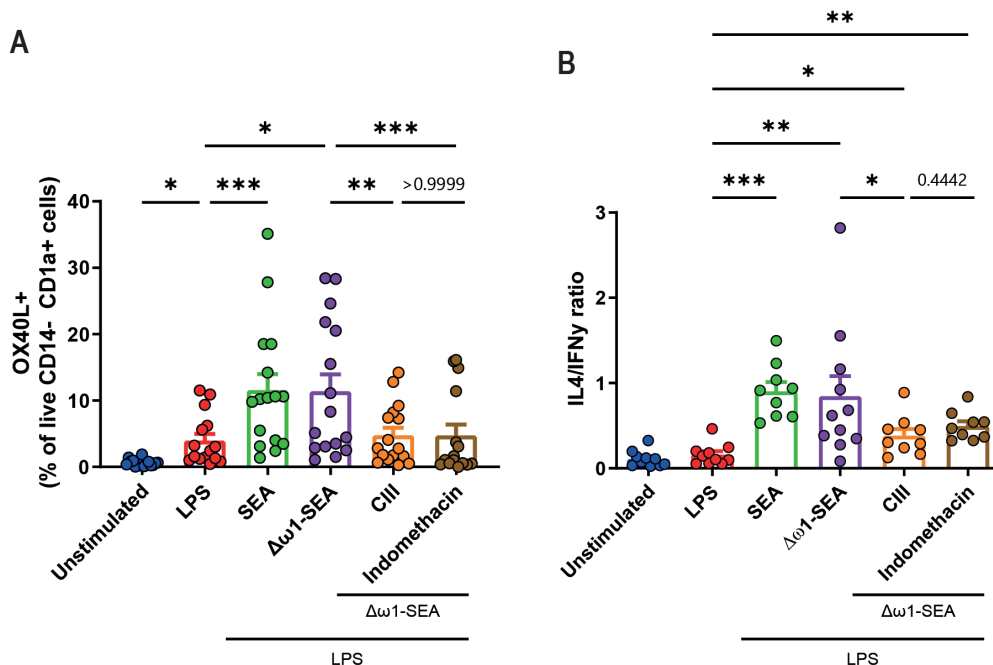 A
* ***
* *** ** >0.9999
OX40L+
(% of live CD14- CD1a+ cells)
40
30
20
10
0
Unstimulated
LPS
SEA
Δω1-SEA
CIII
Indomethacin
Δω1-SEA
LPS
B
**
*
**
*** * 0.4442
IL4/IFNy ratio
3
2
1
0
Unstimulated
LPS
SEA
Δω1-SEA
CIII
Indomethacin
Δω1-SEA
LPS